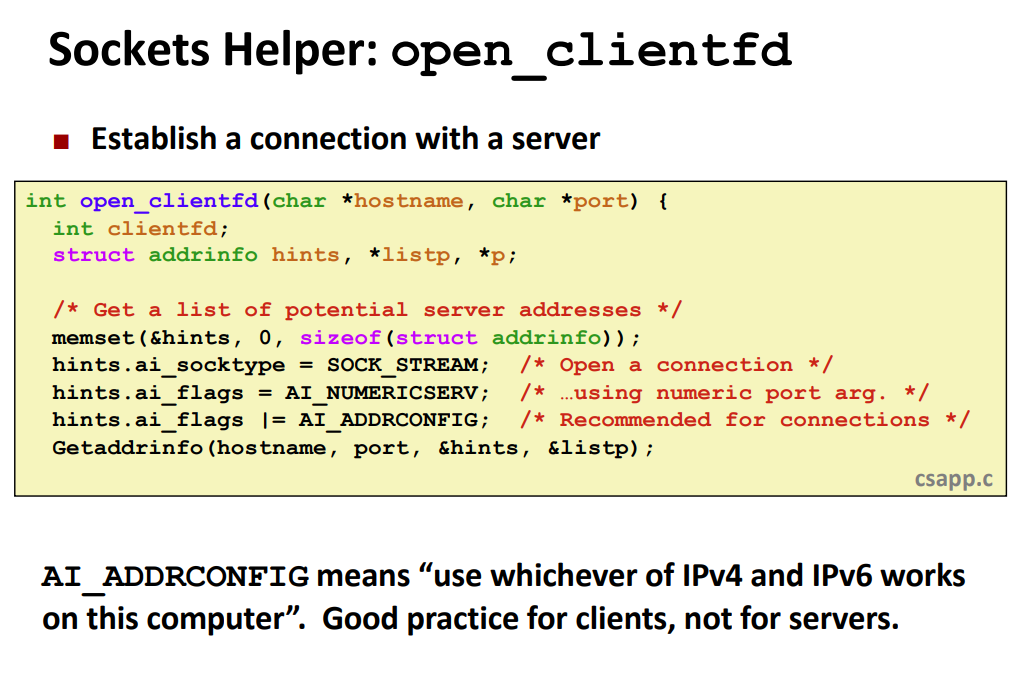 Sockets Helper: open_clientfd
■ Establish a connection with a server
int open_clientfd(char *hostname, char *port) {
  int clientfd;
  struct addrinfo hints, *listp, *p;

  /* Get a list of potential server addresses */
  memset(&hints, 0, sizeof(struct addrinfo));
  hints.ai_socktype = SOCK_STREAM;  /* Open a connection */
  hints.ai_flags = AI_NUMERICSERV;  /* …using numeric port arg. */
  hints.ai_flags |= AI_ADDRCONFIG;  /* Recommended for connections */
  Getaddrinfo(hostname, port, &hints, &listp);
csapp.c
AI_ADDRCONFIG means “use whichever of IPv4 and IPv6 works
on this computer”.  Good practice for clients, not for servers.